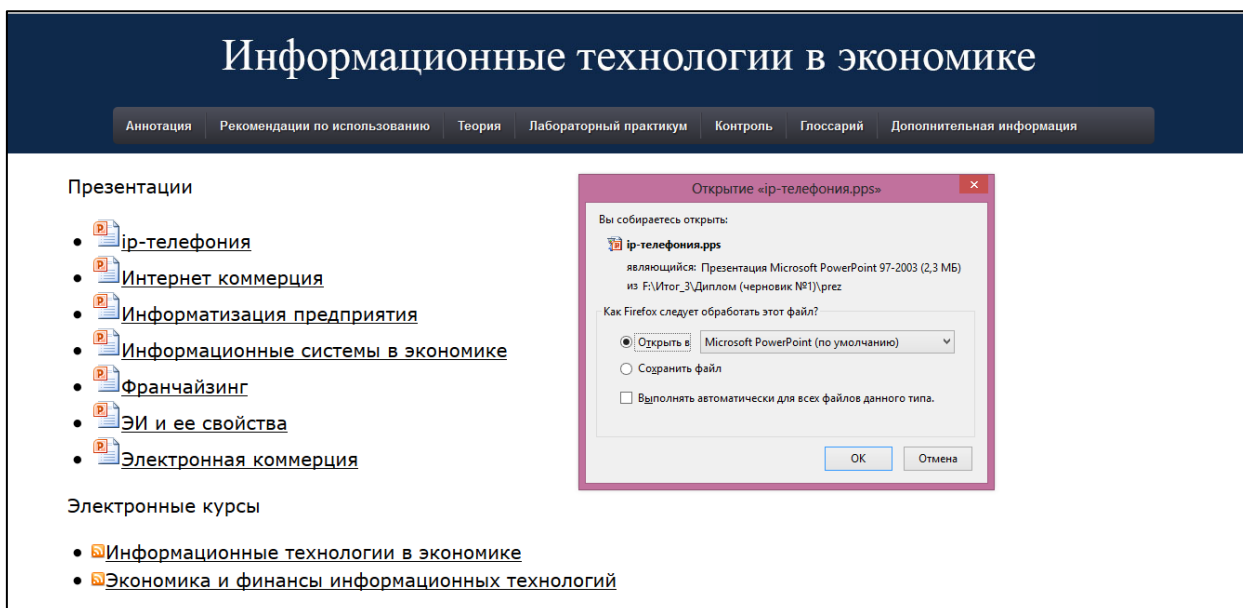 Информационные технологии в экономике
Аннотация Рекомендации по использованию Теория Лабораторный практикум Контроль Глоссарий Дополнительная информация
Презентации
ip-телефония
Интернет коммерция
Информатизация предприятия
Информационные системы в экономике
Франчайзинг
ЭИ и ее свойства
Электронная коммерция
Электронные курсы
Информационные технологии в экономике
Экономика и финансы информационных технологий
Открытие «ip-телефония.pps»
Вы собираетесь открыть:
ip-телефония.pps
являющийся: Презентация Microsoft PowerPoint 97-2003 (2,3 МБ)
из F:\Итог_3\Диплом (черновик №1)\prez
Как Firefox следует обработать этот файл?
Открыть в Microsoft PowerPoint (по умолчанию)
Сохранить файл
Выполнять автоматически для всех файлов данного типа.
ОК Отмена